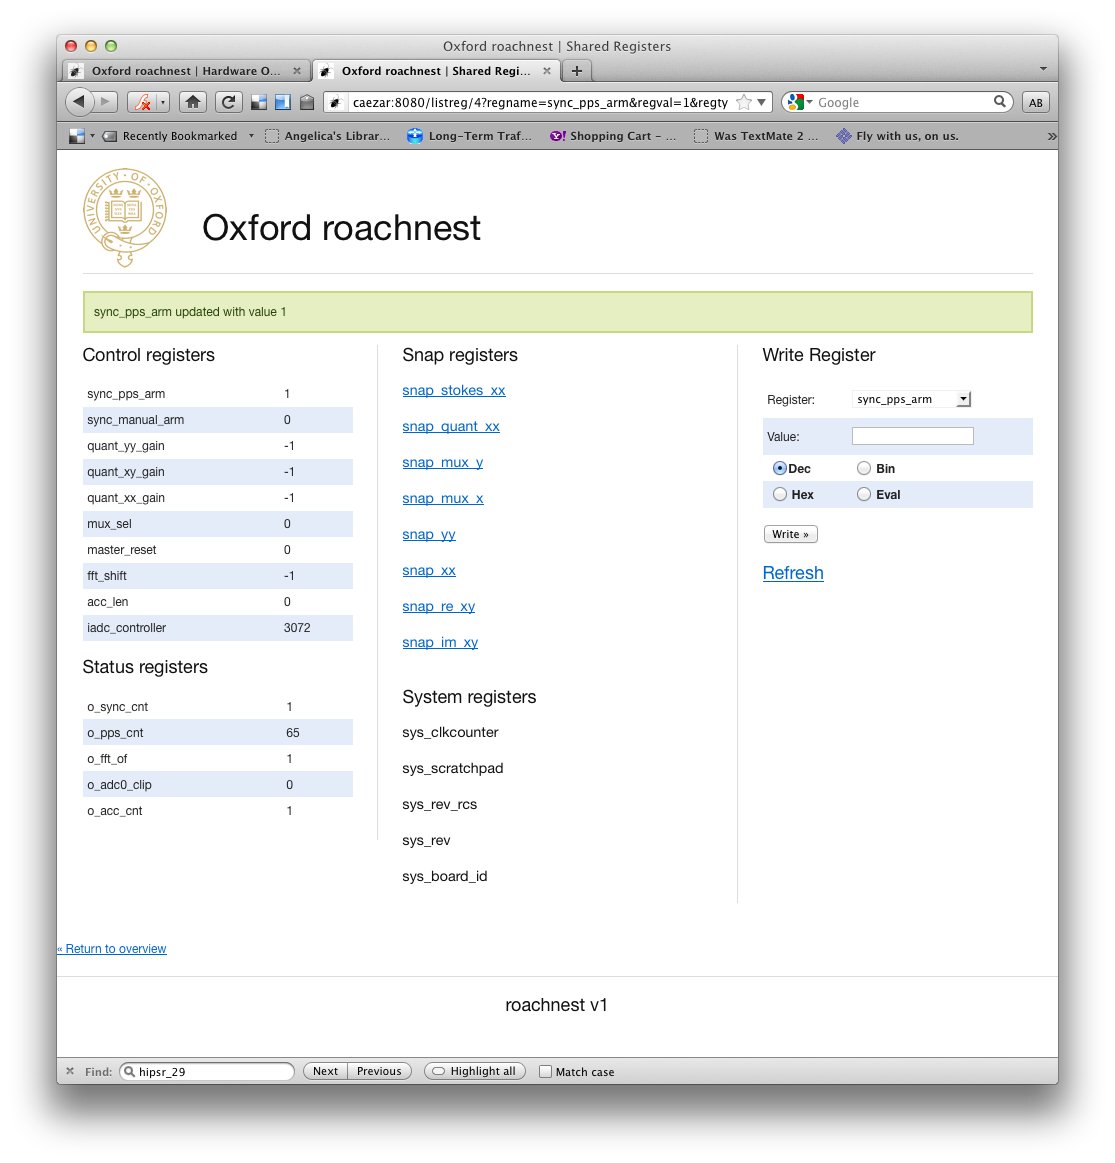 Oxford roachnest | Shared Registers
Oxford roachnest | Hardware O...
Oxford roachnest | Shared Regi...
caezar:8080/listreg/4?regname=sync_pps_arm&regval=1&regty
Google
AB
Recently Bookmarked
Angelica's Librar...
Long-Term Traf...
Shopping Cart – ...
Was TextMate 2 ...
Fly with us, on us.
UNIVERSITY·OF·OXFORD
Oxford roachnest
sync_pps_arm updated with value 1
Control registers
sync_pps_arm 1
sync_manual_arm 0
quant_yy_gain -1
quant_xy_gain -1
quant_xx_gain -1
mux_sel 0
master_reset 0
fft_shift -1
acc_len 0
iadc_controller 3072
Status registers
o_sync_cnt 1
o_pps_cnt 65
o_fft_of 1
o_adc0_clip 0
o_acc_cnt 1
Snap registers
snap_stokes_xx
snap_quant_xx
snap_mux_y
snap_mux_x
snap_yy
snap_xx
snap_re_xy
snap_im_xy
System registers
sys_clkcounter
sys_scratchpad
sys_rev_rcs
sys_rev
sys_board_id
Write Register
Register: sync_pps_arm
Value:
Dec Bin
Hex Eval
Write »
Refresh
« Return to overview
roachnest v1
Find: hipsr_29 Next Previous Highlight all Match case